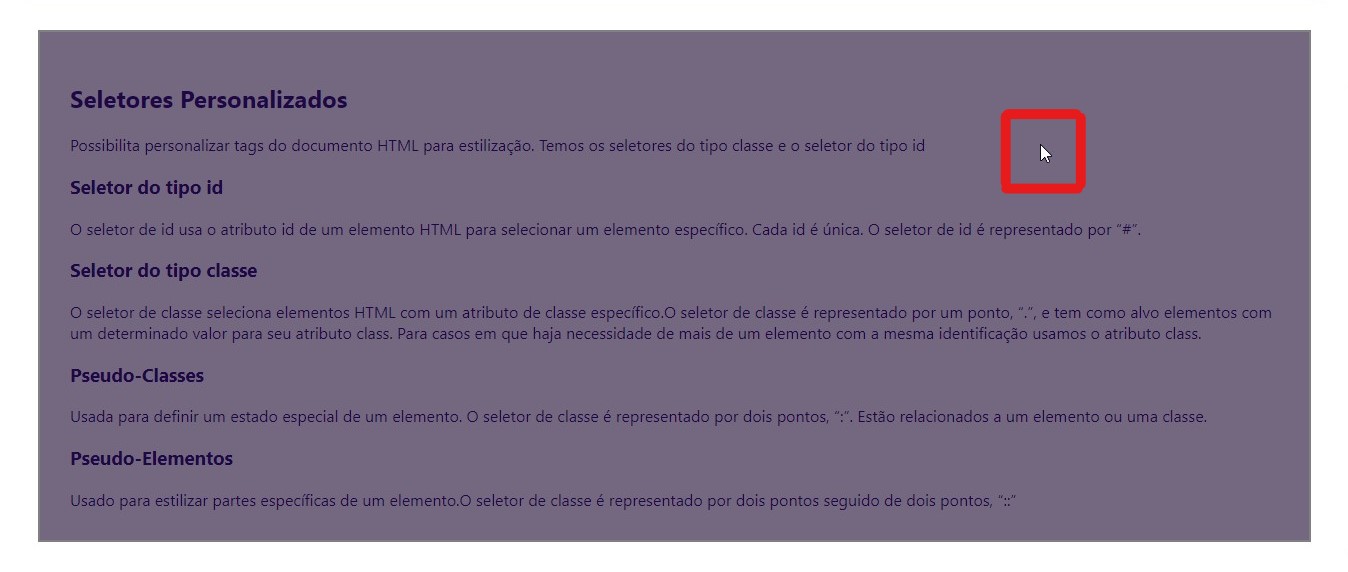 Seletores Personalizados
Possibilita personalizar tags do documento HTML para estilização. Temos os seletores do tipo classe e o seletor do tipo id
Seletor do tipo id
O seletor de id usa o atributo id de um elemento HTML para selecionar um elemento específico. Cada id é única. O seletor de id é representado por “#”.
Seletor do tipo classe
O seletor de classe seleciona elementos HTML com um atributo de classe específico.O seletor de classe é representado por um ponto, “.”, e tem como alvo elementos com
um determinado valor para seu atributo class. Para casos em que haja necessidade de mais de um elemento com a mesma identificação usamos o atributo class.
Pseudo-Classes
Usada para definir um estado especial de um elemento. O seletor de classe é representado por dois pontos, “:”. Estão relacionados a um elemento ou uma classe.
Pseudo-Elementos
Usado para estilizar partes específicas de um elemento.O seletor de classe é representado por dois pontos seguido de dois pontos, “::”